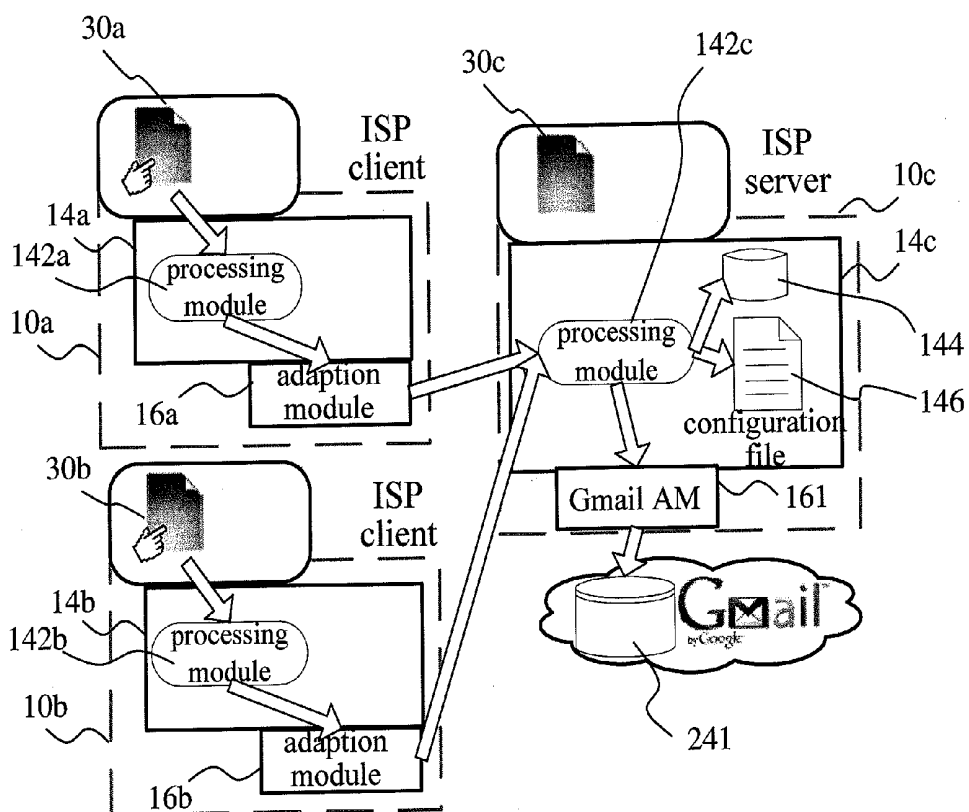 30a
ISP
client
14a
142a
processing
module
10a
16a
adaption
module
142c
30c
ISP
server
10c
14c
processing
module
144
146
configuration
file
Gmail AM
161
Gmail
by Google
241
30b
ISP
client
14b
142b
processing
module
10b
16b
adaption
module